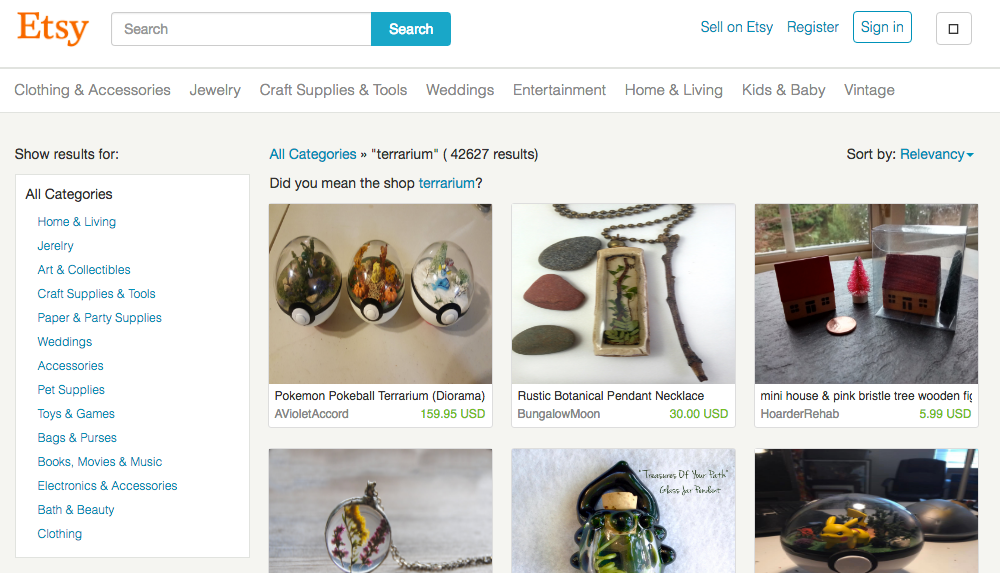 Etsy
Search
Search
Sell on Etsy
Register
Sign in
Clothing & Accessories
Jewelry
Craft Supplies & Tools
Weddings
Entertainment
Home & Living
Kids & Baby
Vintage
Show results for:
All Categories » "terrarium" ( 42627 results)
Sort by: Relevancy
Did you mean the shop terrarium?
All Categories
Home & Living
Jerelry
Art & Collectibles
Craft Supplies & Tools
Paper & Party Supplies
Weddings
Accessories
Pet Supplies
Toys & Games
Bags & Purses
Books, Movies & Music
Electronics & Accessories
Bath & Beauty
Clothing
Pokemon Pokeball Terrarium (Diorama)
AVioletAccord
159.95 USD
Rustic Botanical Pendant Necklace
BungalowMoon
30.00 USD
mini house & pink bristle tree wooden fig
HoarderRehab
5.99 USD
"Treasures Of Your Path"
Glass Jar Pendant